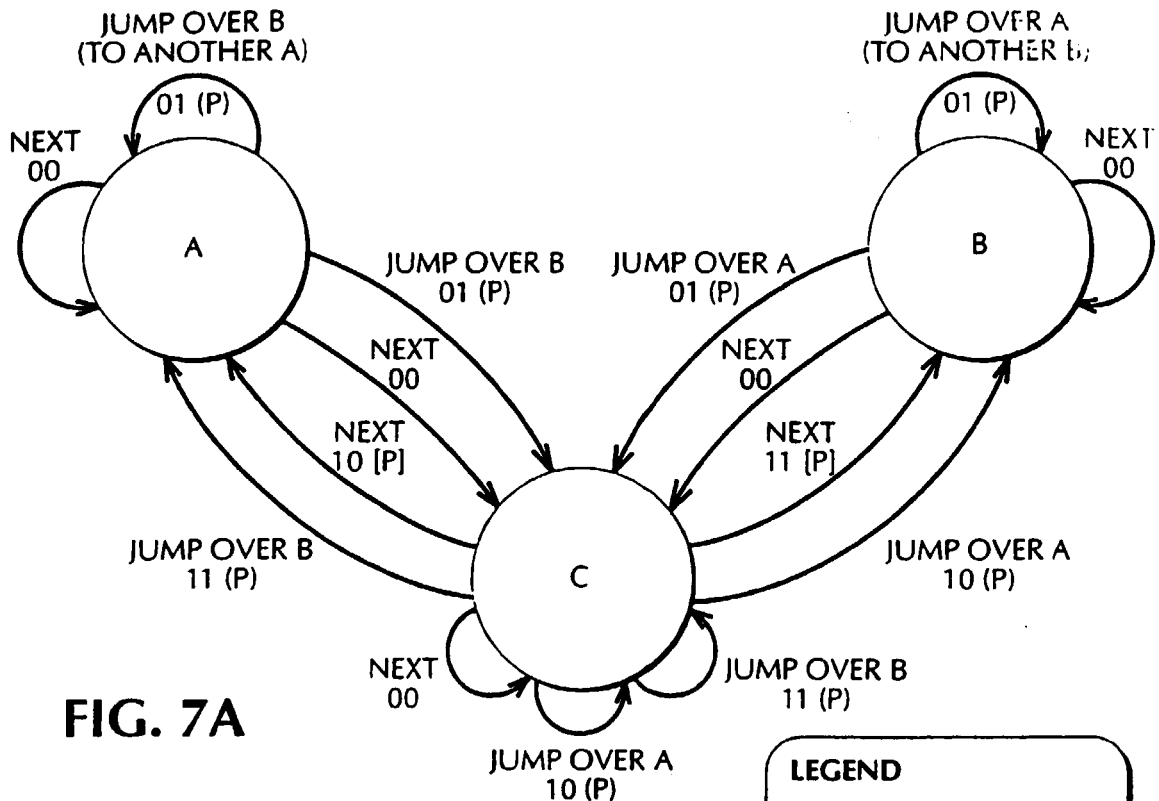 JUMP OVER B
(TO ANOTHER A)
01 (P)
NEXT
00
A
JUMP OVER A
(TO ANOTHER B)
01 (P)
NEXT
00
B
JUMP OVER B
01 (P)
JUMP OVER A
01 (P)
NEXT
00
NEXT
00
NEXT
10 [P]
NEXT
11 [P]
JUMP OVER B
11 (P)
JUMP OVER A
10 (P)
C
NEXT
00
JUMP OVER B
11 (P)
JUMP OVER A
10 (P)
FIG. 7A
LEGEND